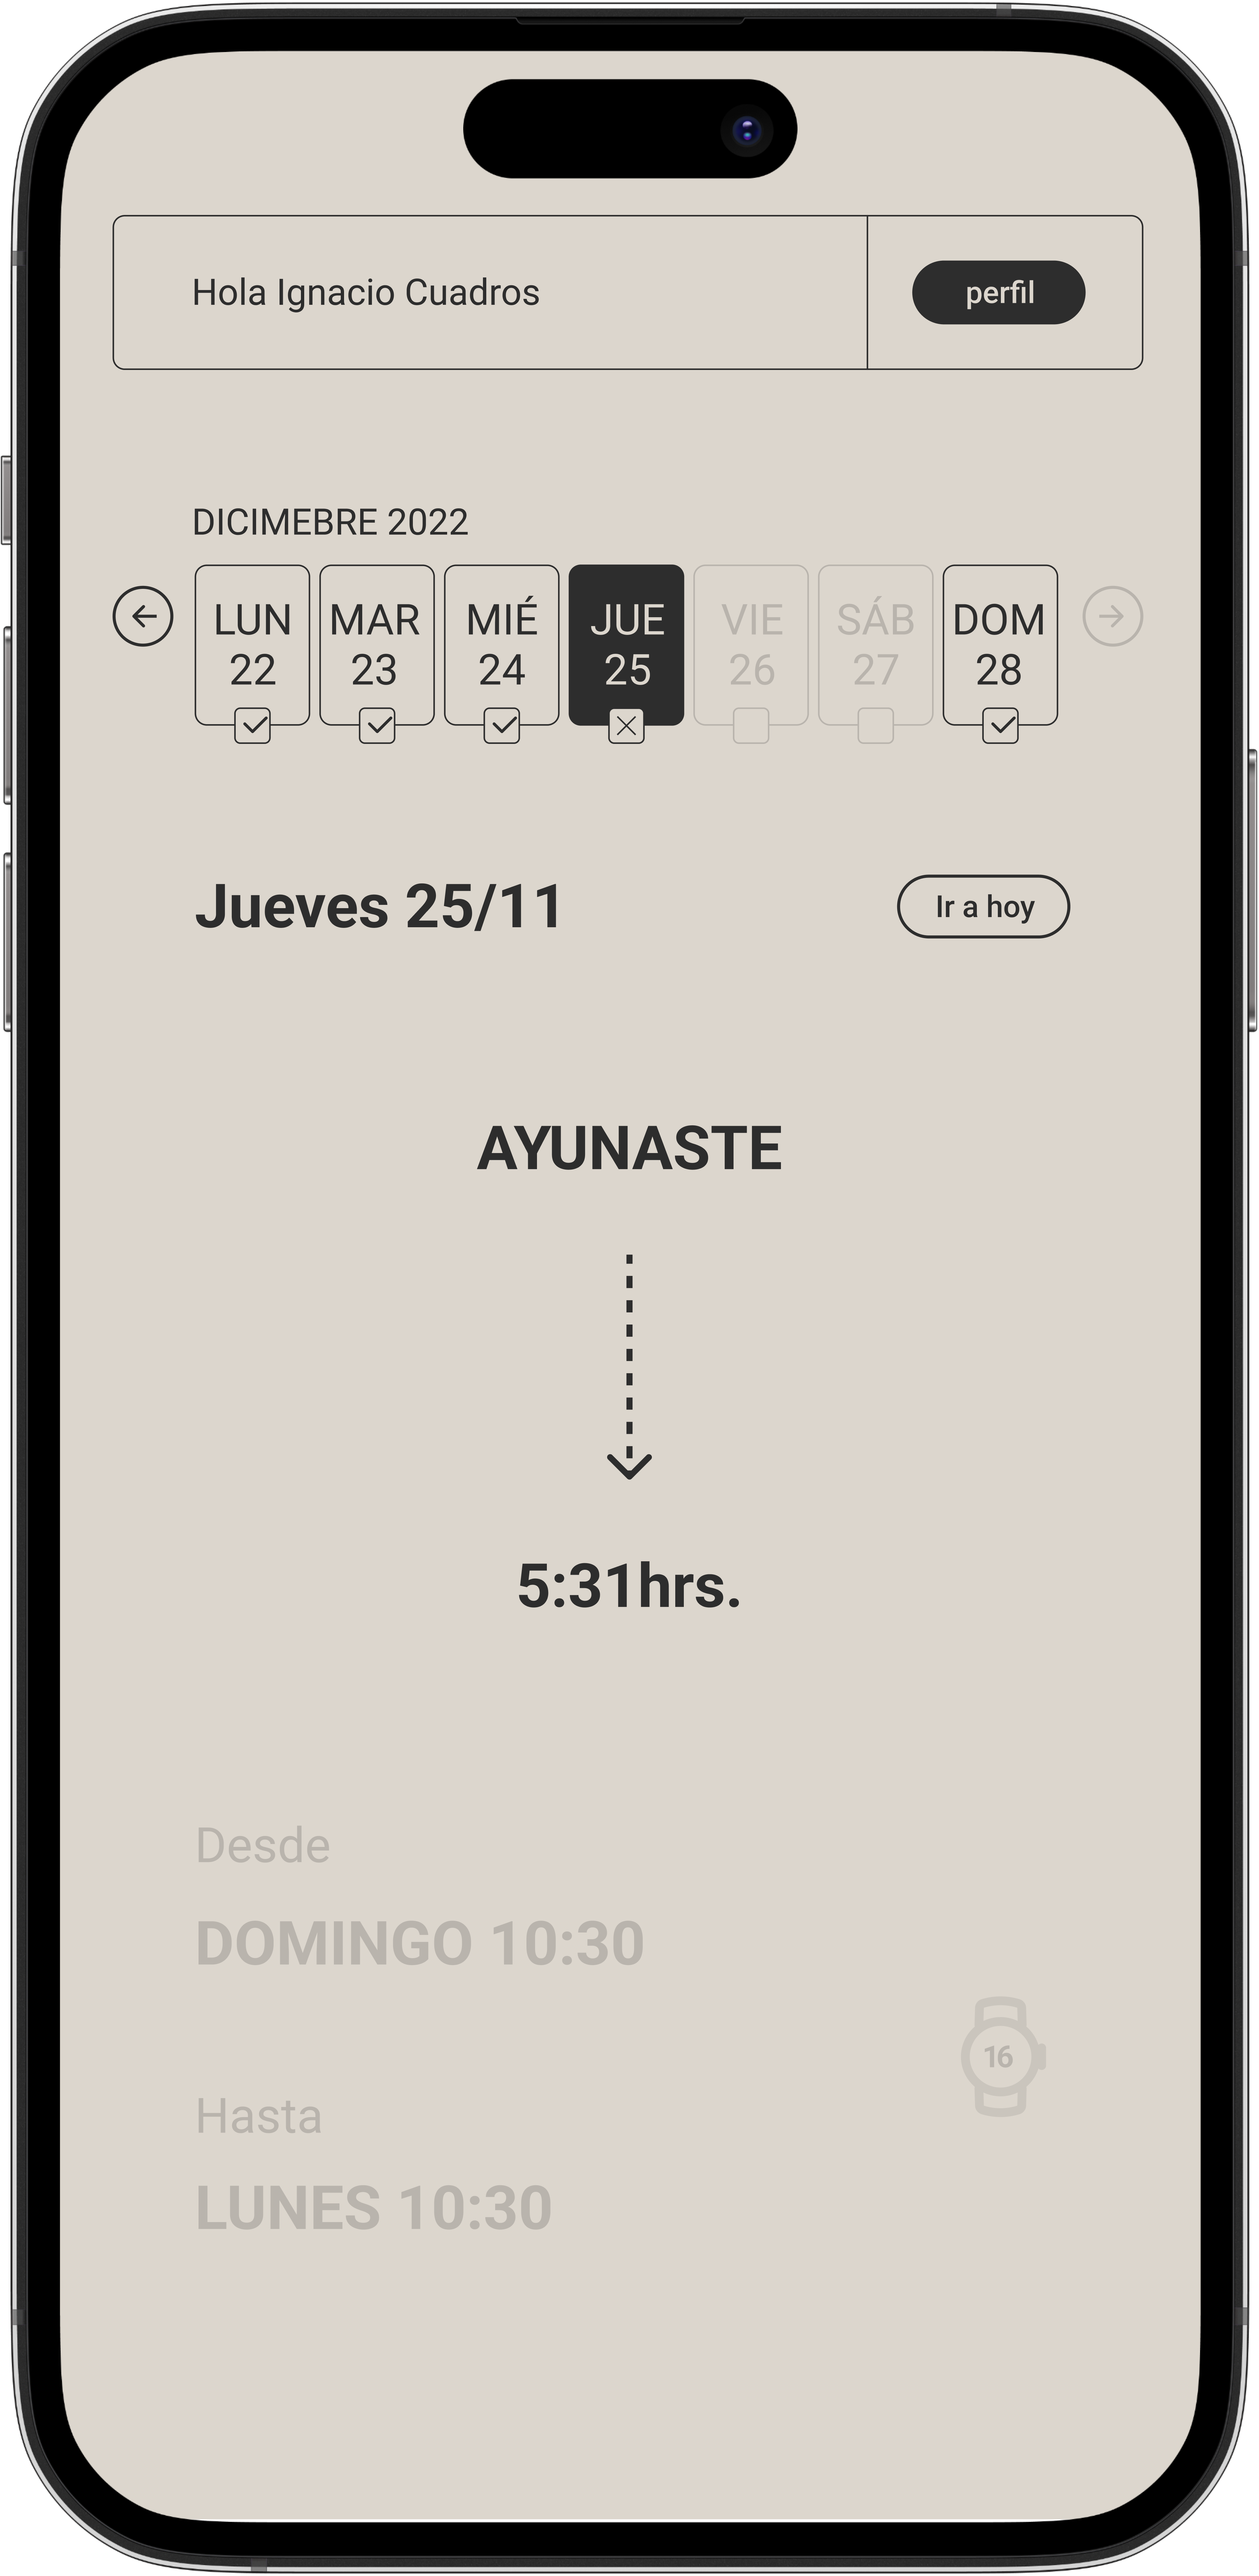 Hola Ignacio Cuadros
perfil
DICIMEBRE 2022
LUN MAR MIÉ JUE VIE SÁB DOM
22 23 24 25 26 27 28
Jueves 25/11
Ir a hoy
AYUNASTE
5:31hrs.
Desde
DOMINGO 10:30
16
Hasta
LUNES 10:30